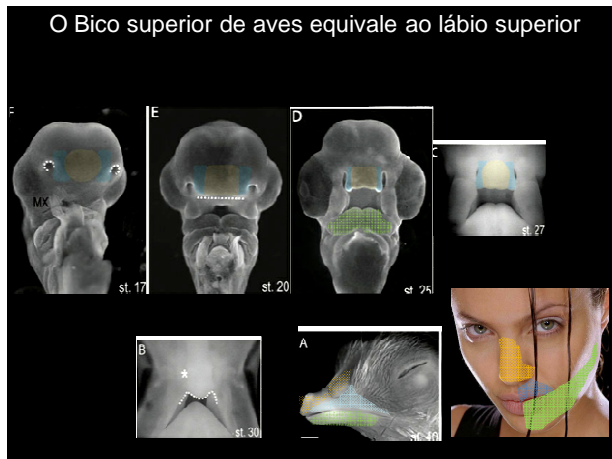 O Bico superior de aves equivale ao lábio superior
F
MX
st. 17
E
st. 20
D
st. 25
C
st. 27
B
*
st. 30
A